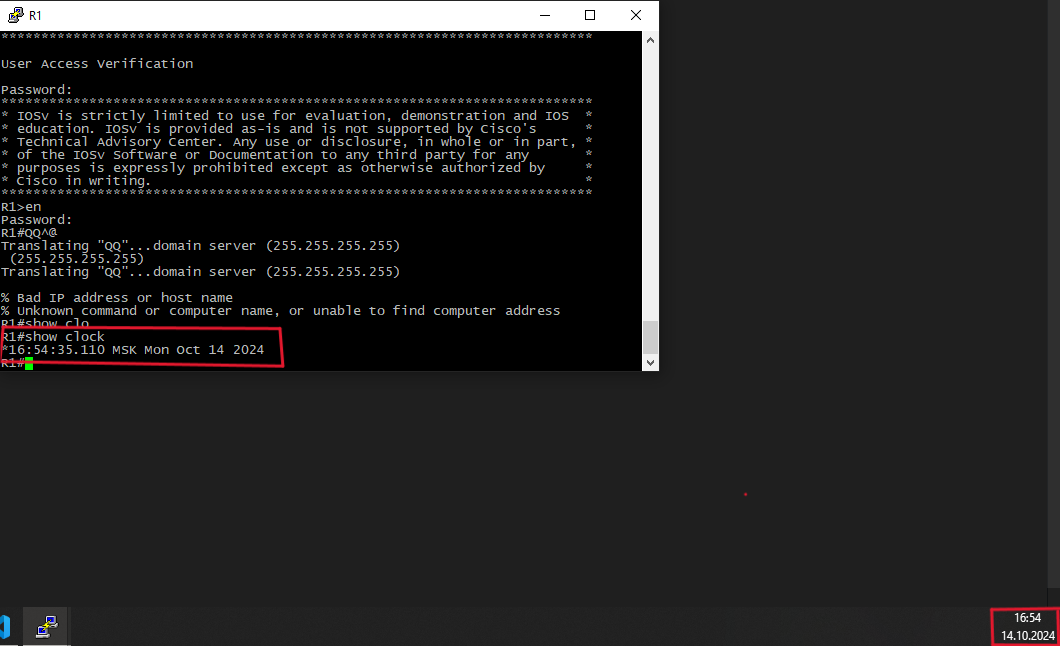 R1
**************************************************************************
User Access Verification
Password:
**************************************************************************
* IOSv is strictly limited to use for evaluation, demonstration and IOS  *
* education. IOSv is provided as-is and is not supported by Cisco's      *
* Technical Advisory Center. Any use or disclosure, in whole or in part, *
* of the IOSv Software or Documentation to any third party for any       *
* purposes is expressly prohibited except as otherwise authorized by     *
* Cisco in writing.                                                      *
**************************************************************************
R1>en
Password:
R1#QQ^@
Translating "QQ"...domain server (255.255.255.255)
 (255.255.255.255)
Translating "QQ"...domain server (255.255.255.255)
% Bad IP address or host name
% Unknown command or computer name, or unable to find computer address
R1#show clo
R1#show clock
*16:54:35.110 MSK Mon Oct 14 2024
R1#
16:54
14.10.2024